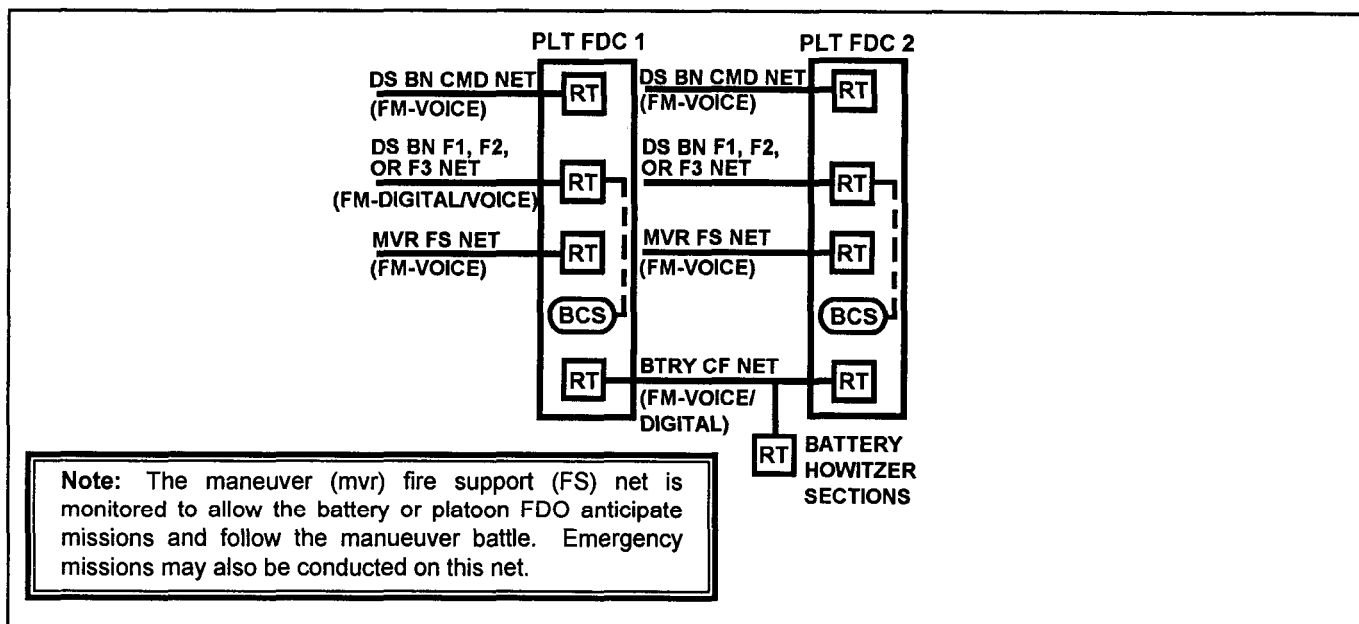 PLT FDC 1
PLT FDC 2
DS BN CMD NET
(FM-VOICE)
RT
DS BN CMD NET
(FM-VOICE)
RT
DS BN F1, F2,
OR F3 NET
(FM-DIGITAL/VOICE)
RT
DS BN F1, F2,
OR F3 NET
RT
MVR FS NET
(FM-VOICE)
RT
MVR FS NET
(FM-VOICE)
RT
BCS
BCS
RT
BTRY CF NET
(FM-VOICE/
DIGITAL)
RT
RT
BATTERY
HOWITZER
SECTIONS
Note: The maneuver (mvr) fire support (FS) net is
monitored to allow the battery or platoon FDO anticipate
missions and follow the manueuver battle. Emergency
missions may also be conducted on this net.